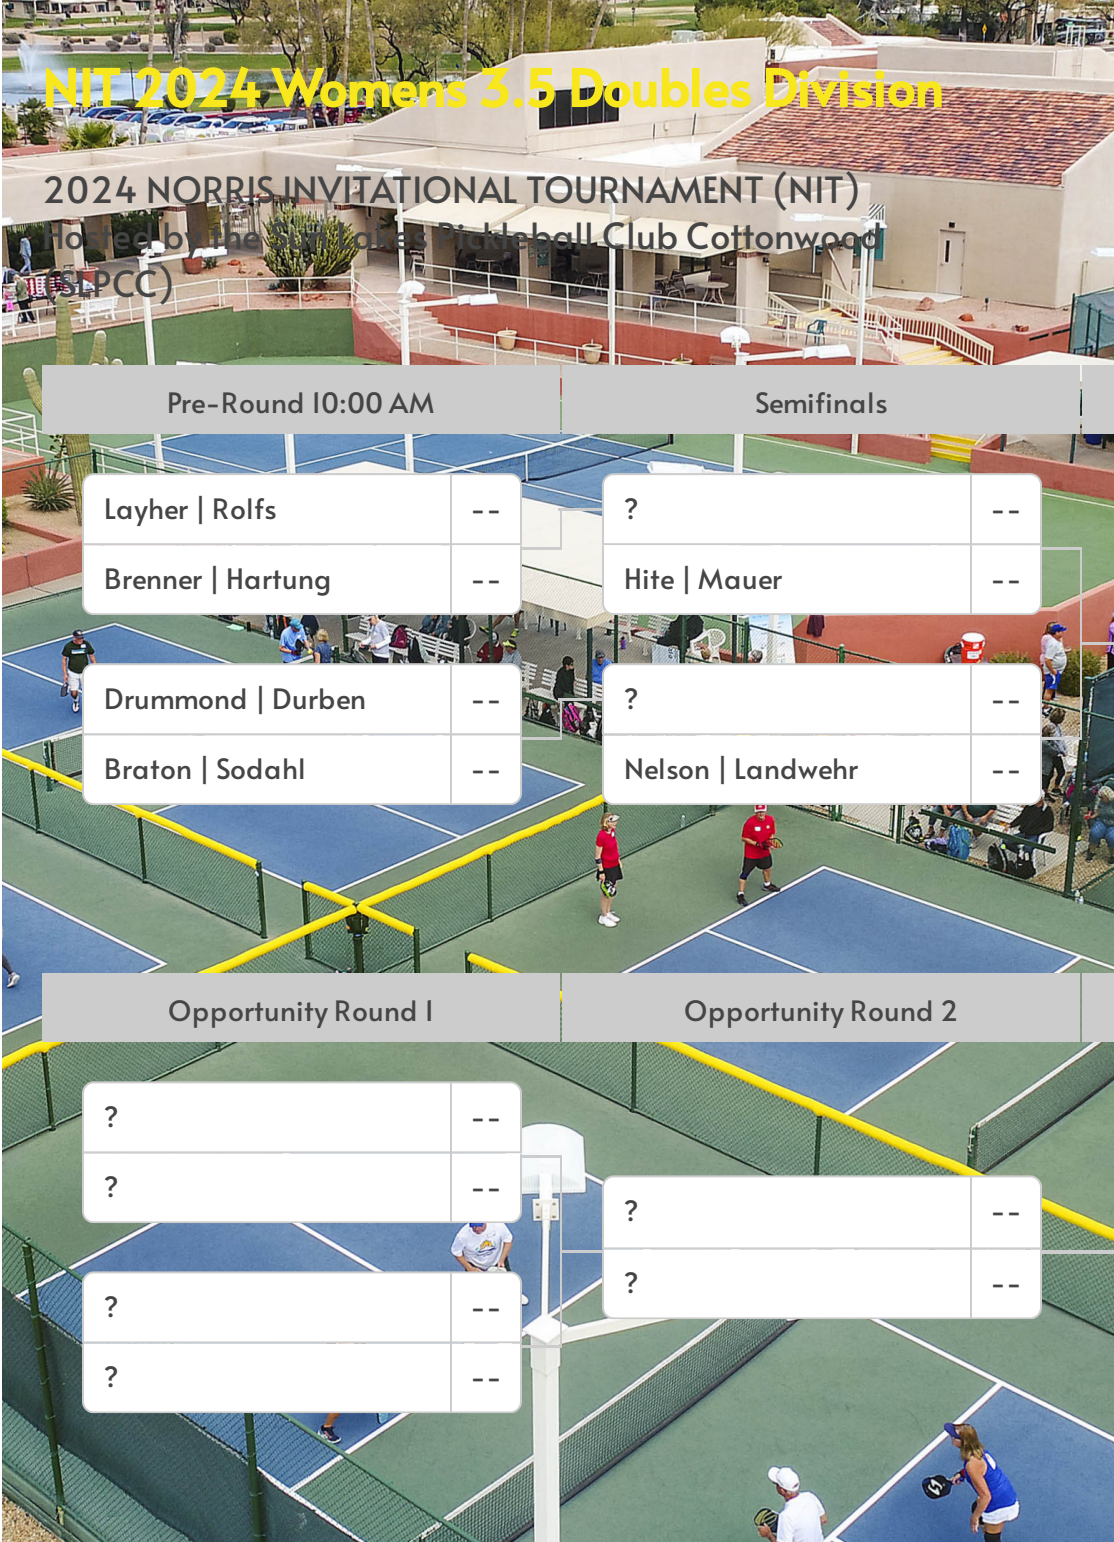 NIT 2024 Womens 3.5 Doubles Division
2024 NORRIS INVITATIONAL TOURNAMENT (NIT)
Hosted by the Sun Lakes Pickleball Club Cottonwood
(SLPCC)
Pre-Round 10:00 AM
Semifinals
Layher | Rolfs --
Brenner | Hartung --
? --
Hite | Mauer --
Drummond | Durben --
Braton | Sodahl --
? --
Nelson | Landwehr --
Opportunity Round 1
Opportunity Round 2
? --
? --
? --
? --
? --
? --